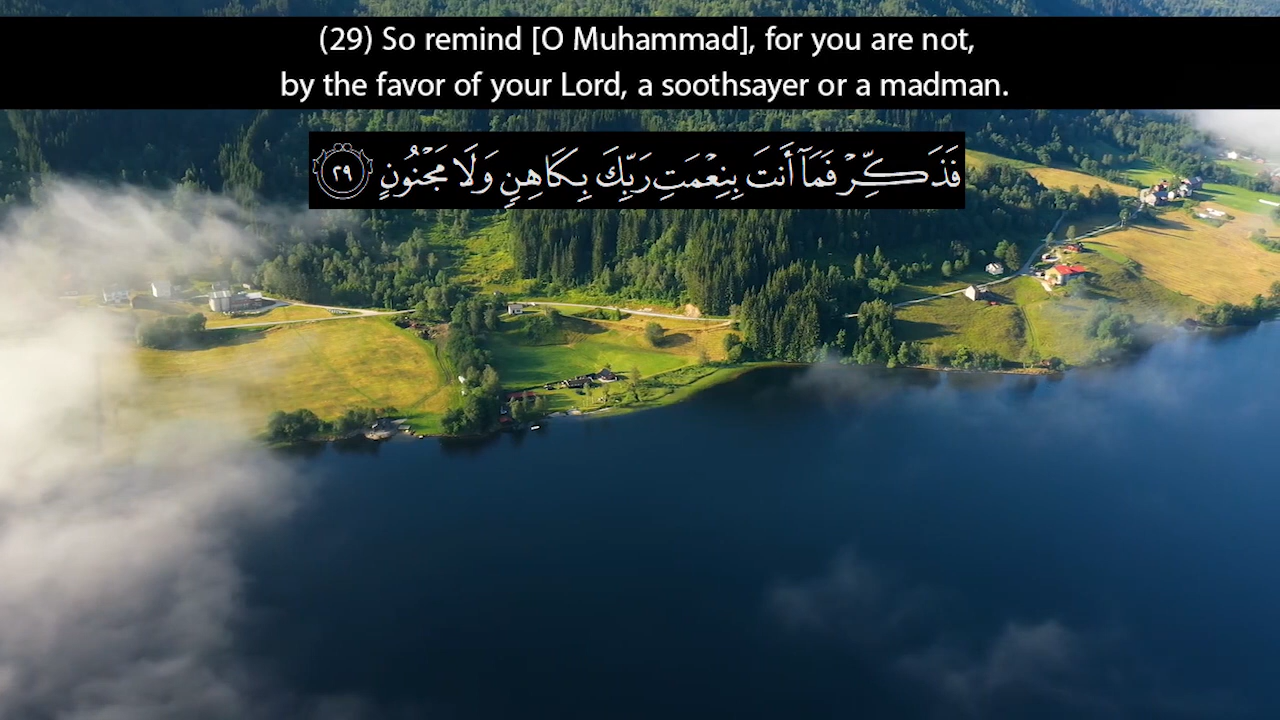 (29) So remind [O Muhammad], for you are not,
by the favor of your Lord, a soothsayer or a madman.
فَذَكِّرْ فَمَآ أَنتَ بِنِعْمَتِ رَبِّكَ بِكَاهِنٍ وَلَا مَجْنُونٍ ٢٩